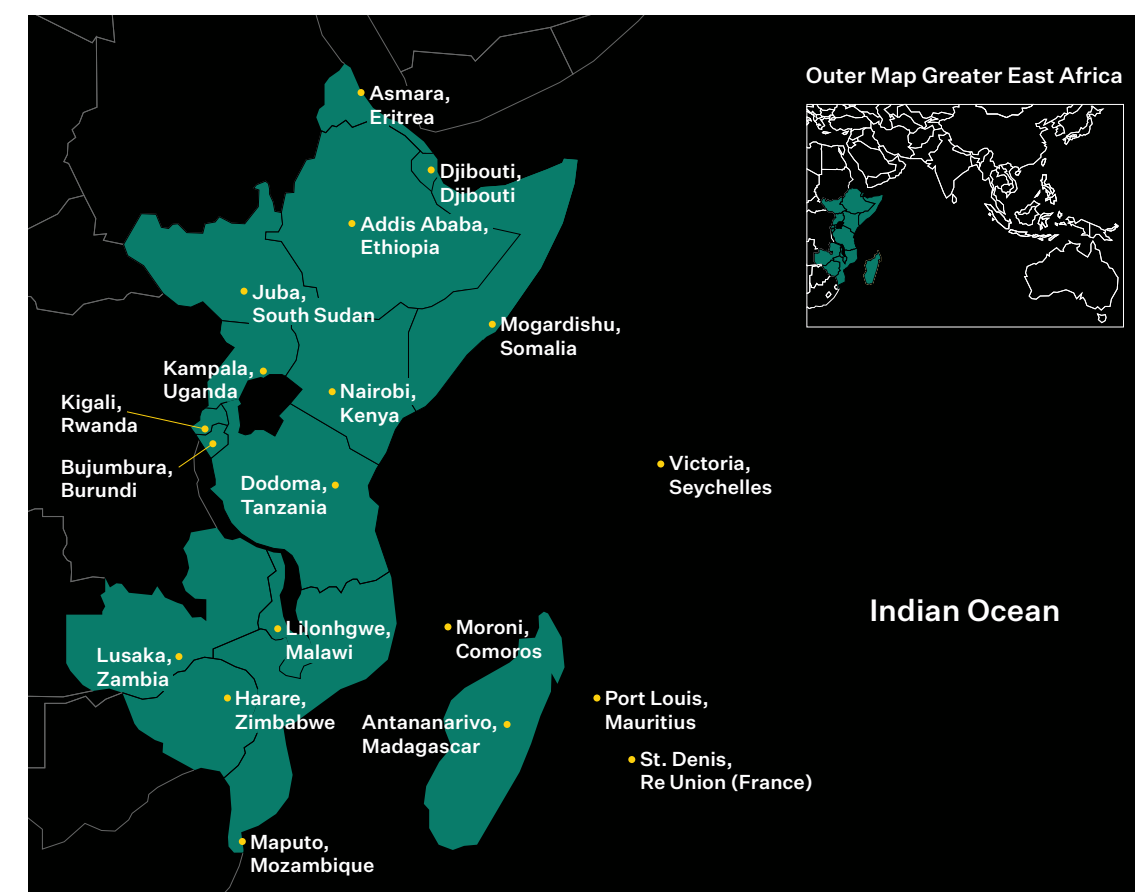 Outer Map Greater East Africa
Asmara,
Eritrea
Djibouti,
Djibouti
Addis Ababa,
Ethiopia
Juba,
South Sudan
Mogardishu,
Somalia
Kampala,
Uganda
Nairobi,
Kenya
Kigali,
Rwanda
Bujumbura,
Burundi
Dodoma,
Tanzania
Victoria,
Seychelles
Indian Ocean
Lilonhgwe,
Malawi
Moroni,
Comoros
Lusaka,
Zambia
Harare,
Zimbabwe
Antananarivo,
Madagascar
Port Louis,
Mauritius
St. Denis,
Re Union (France)
Maputo,
Mozambique